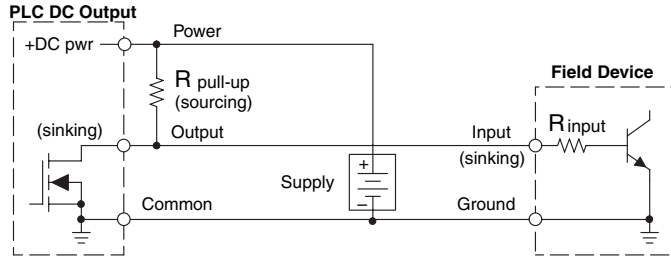 PLC DC Output
+DC pwr
Power
R pull-up
(sourcing)
Field Device
(sinking)
Output
Input
(sinking)
R input
+
Supply
–
Common
Ground